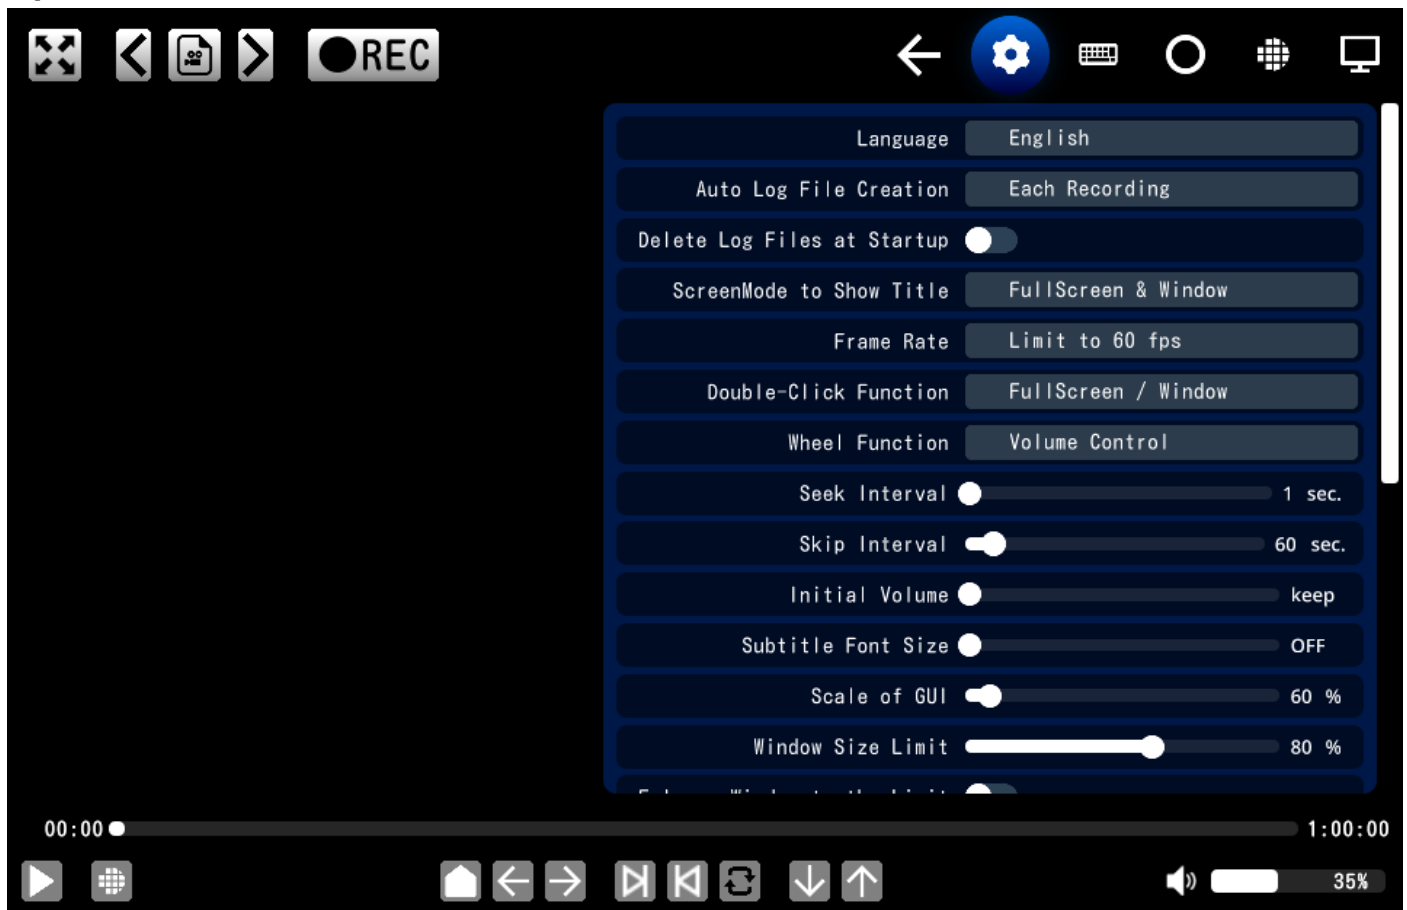 REC
Language English
Auto Log File Creation Each Recording
Delete Log Files at Startup
ScreenMode to Show Title FullScreen & Window
Frame Rate Limit to 60 fps
Double-Click Function FullScreen / Window
Wheel Function Volume Control
Seek Interval 1 sec.
Skip Interval 60 sec.
Initial Volume keep
Subtitle Font Size OFF
Scale of GUI 60 %
Window Size Limit 80 %
00:00 1:00:00
35%